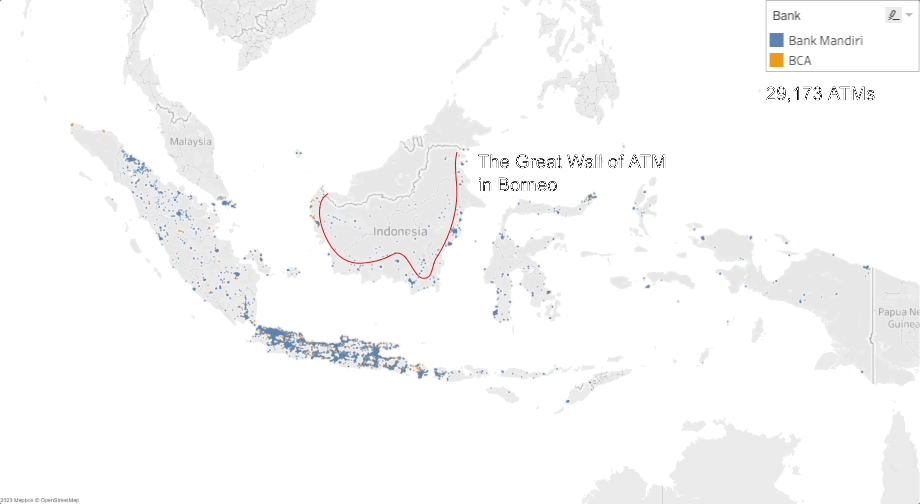 Bank
Bank Mandiri
BCA
29,173 ATMs
Malaysia
The Great Wall of ATM
in Borneo
Indonesia
Papua Ne
Guinea
2023 Mapbox © OpenStreetMap